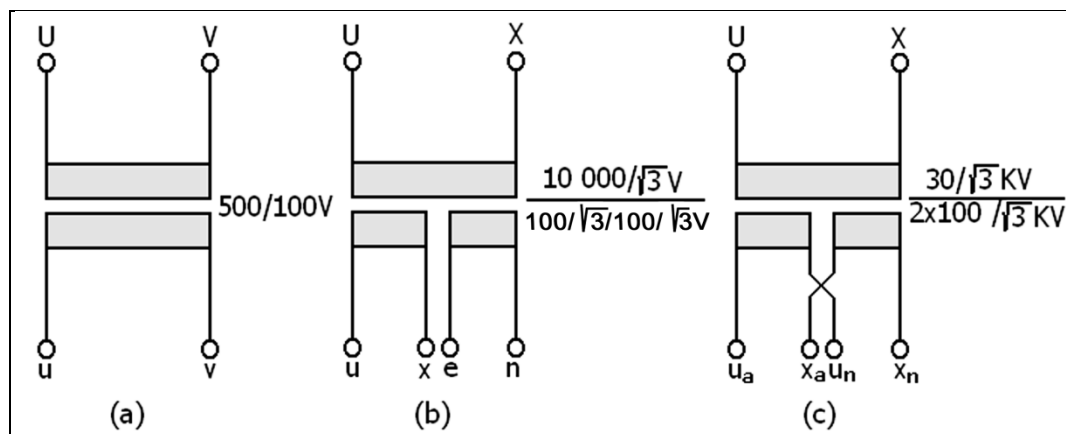 U V U X U X
500/100V
10 000/√3 V
100/√3/100/ √3V
30/√3 KV
2x100 /√3 KV
u v u x e n uₐ xₐ uₙ xₙ
(a) (b) (c)